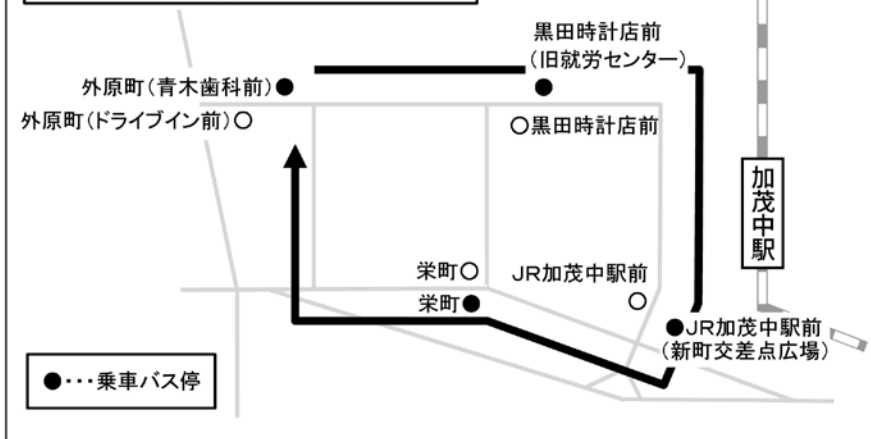 黒田時計店前
(旧就労センター)
外原町(青木歯科前)●
外原町(ドライブイン前)○
○黒田時計店前
加茂中駅
栄町○
JR加茂中駅前
栄町●
●JR加茂中駅前
(新町交差点広場)
●･･･乗車バス停